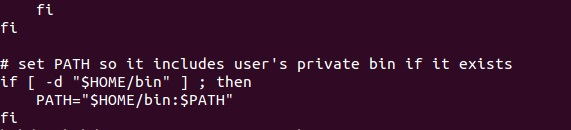 fi
fi
# set PATH so it includes user's private bin if it exists
if [ -d "$HOME/bin" ] ; then
PATH="$HOME/bin:$PATH"
fi